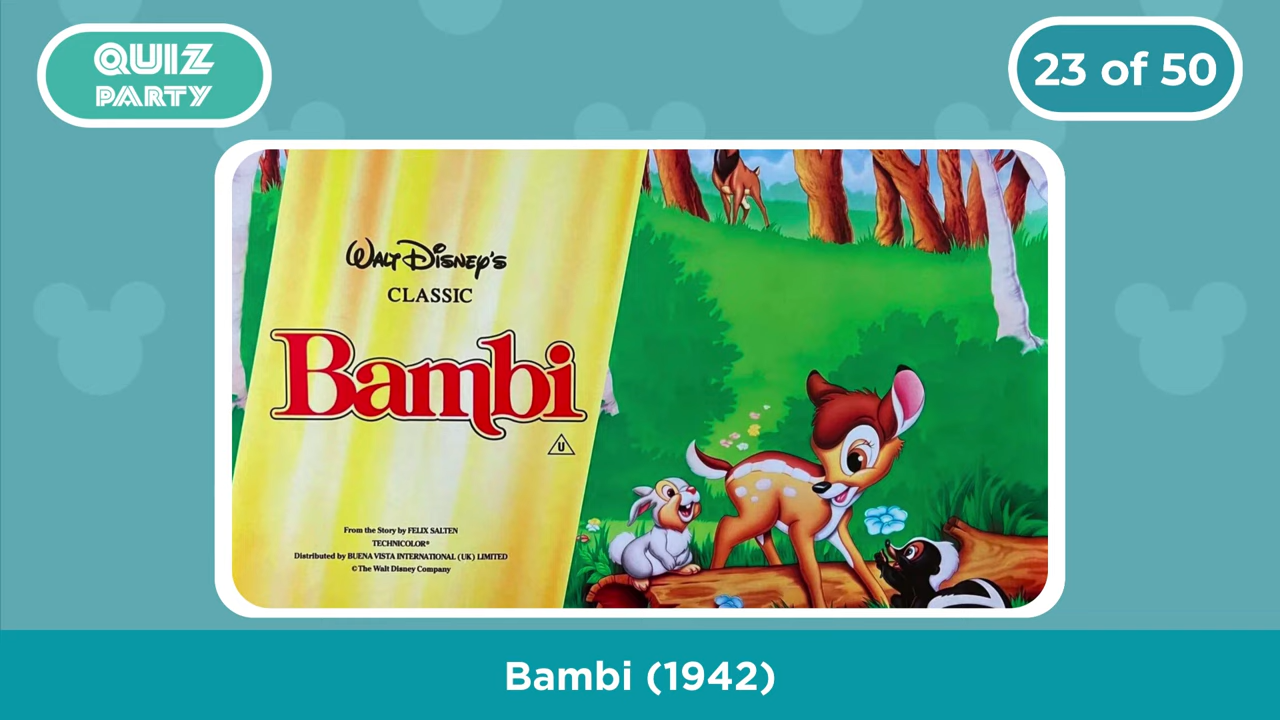 QUIZ
PARTY
23 of 50
WALT DISNEY'S
CLASSIC
Bambi
U
From the Story by FELIX SALTEN
TECHNICOLOR®
Distributed by BUENA VISTA INTERNATIONAL (UK) LIMITED
© The Walt Disney Company
Bambi (1942)